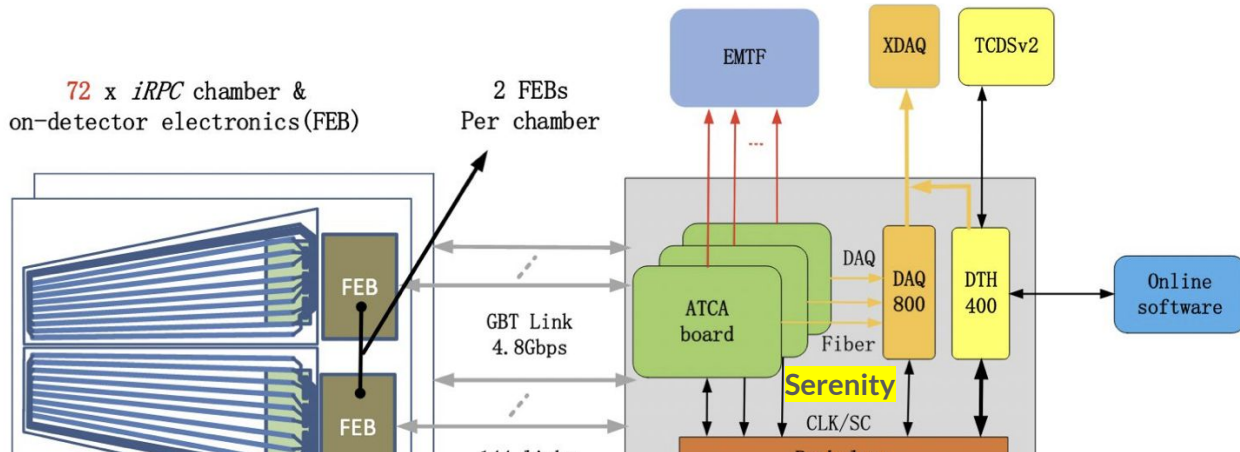 72 x iRPC chamber &
on-detector electronics(FEB)
2 FEBs
Per chamber
FEB
FEB
GBT Link
4.8Gbps
EMTF
...
XDAQ
TCDSv2
ATCA
board
DAQ
Fiber
DAQ
800
DTH
400
Online
software
Serenity
CLK/SC